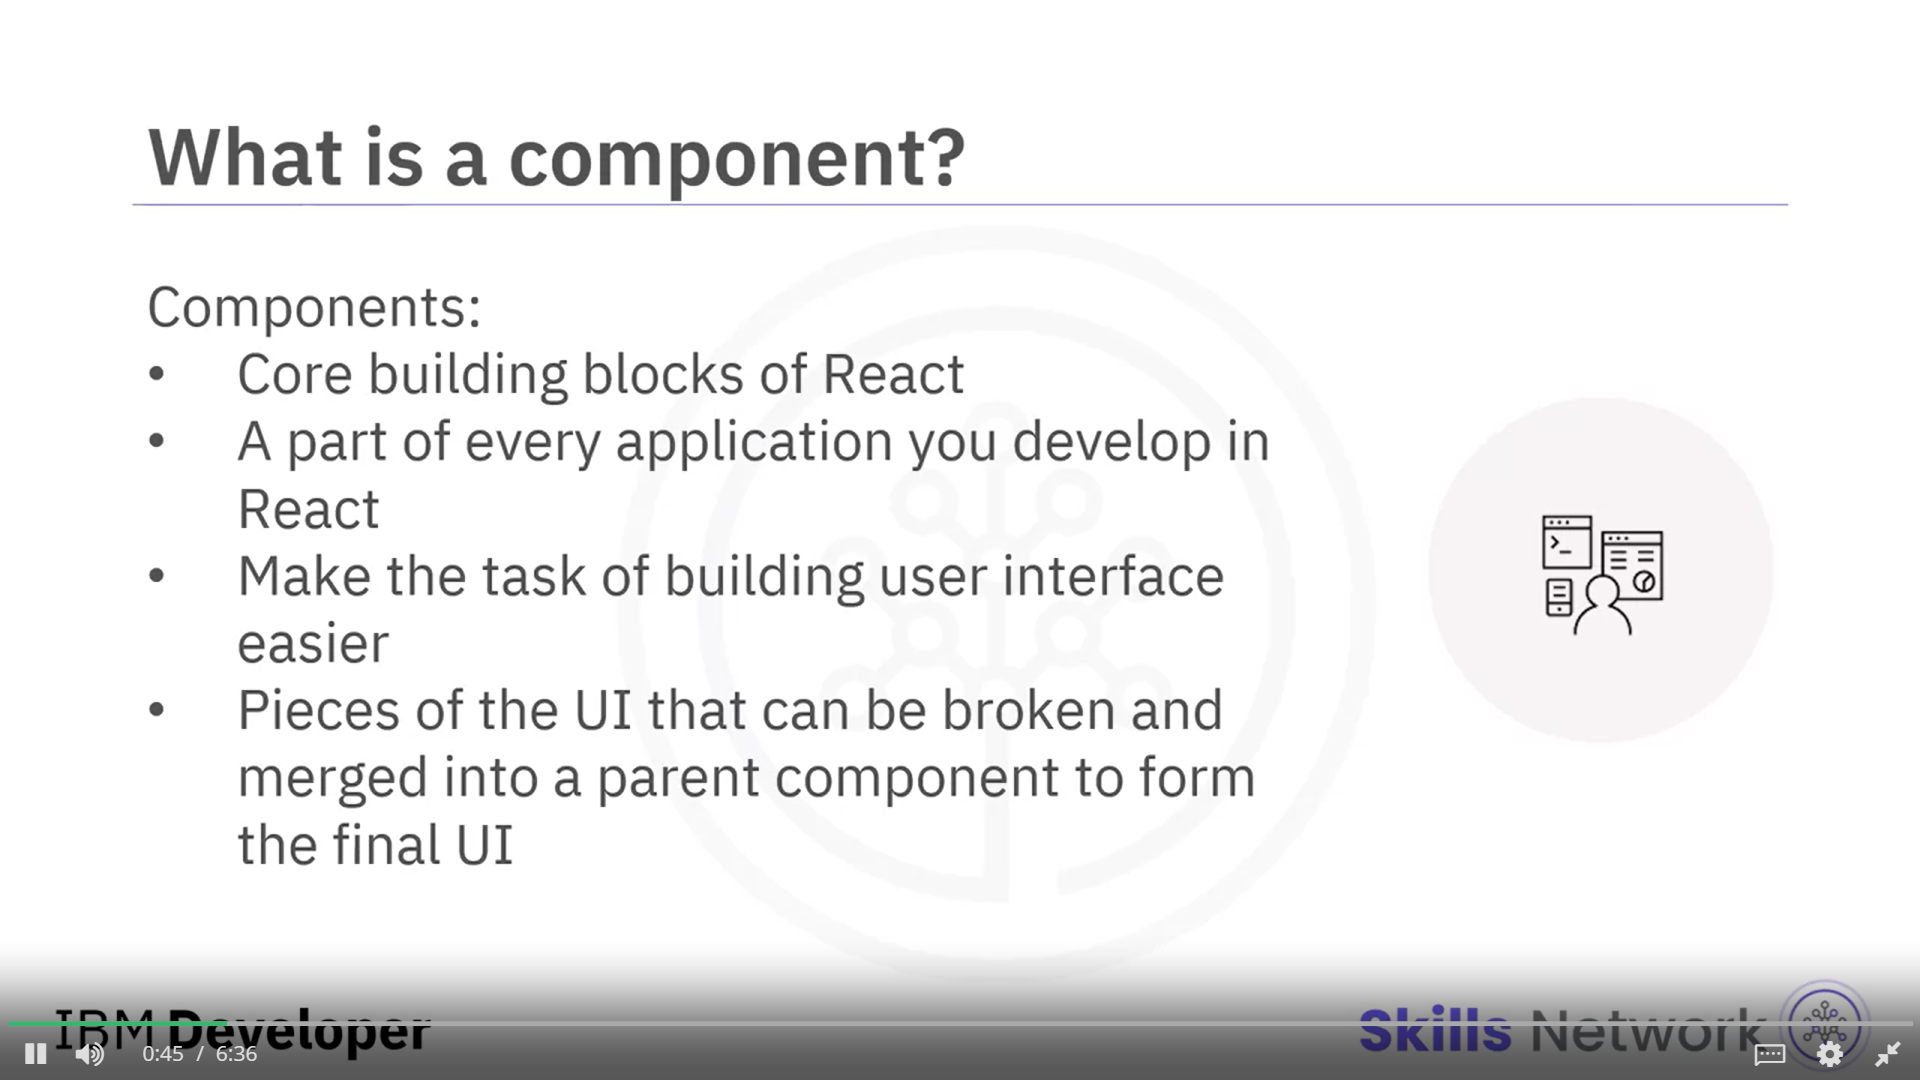 What is a component?
Components:
• Core building blocks of React
• A part of every application you develop in
React
• Make the task of building user interface
easier
• Pieces of the UI that can be broken and
merged into a parent component to form
the final UI
IBM Developer
Skills Network
0:45 / 6:36